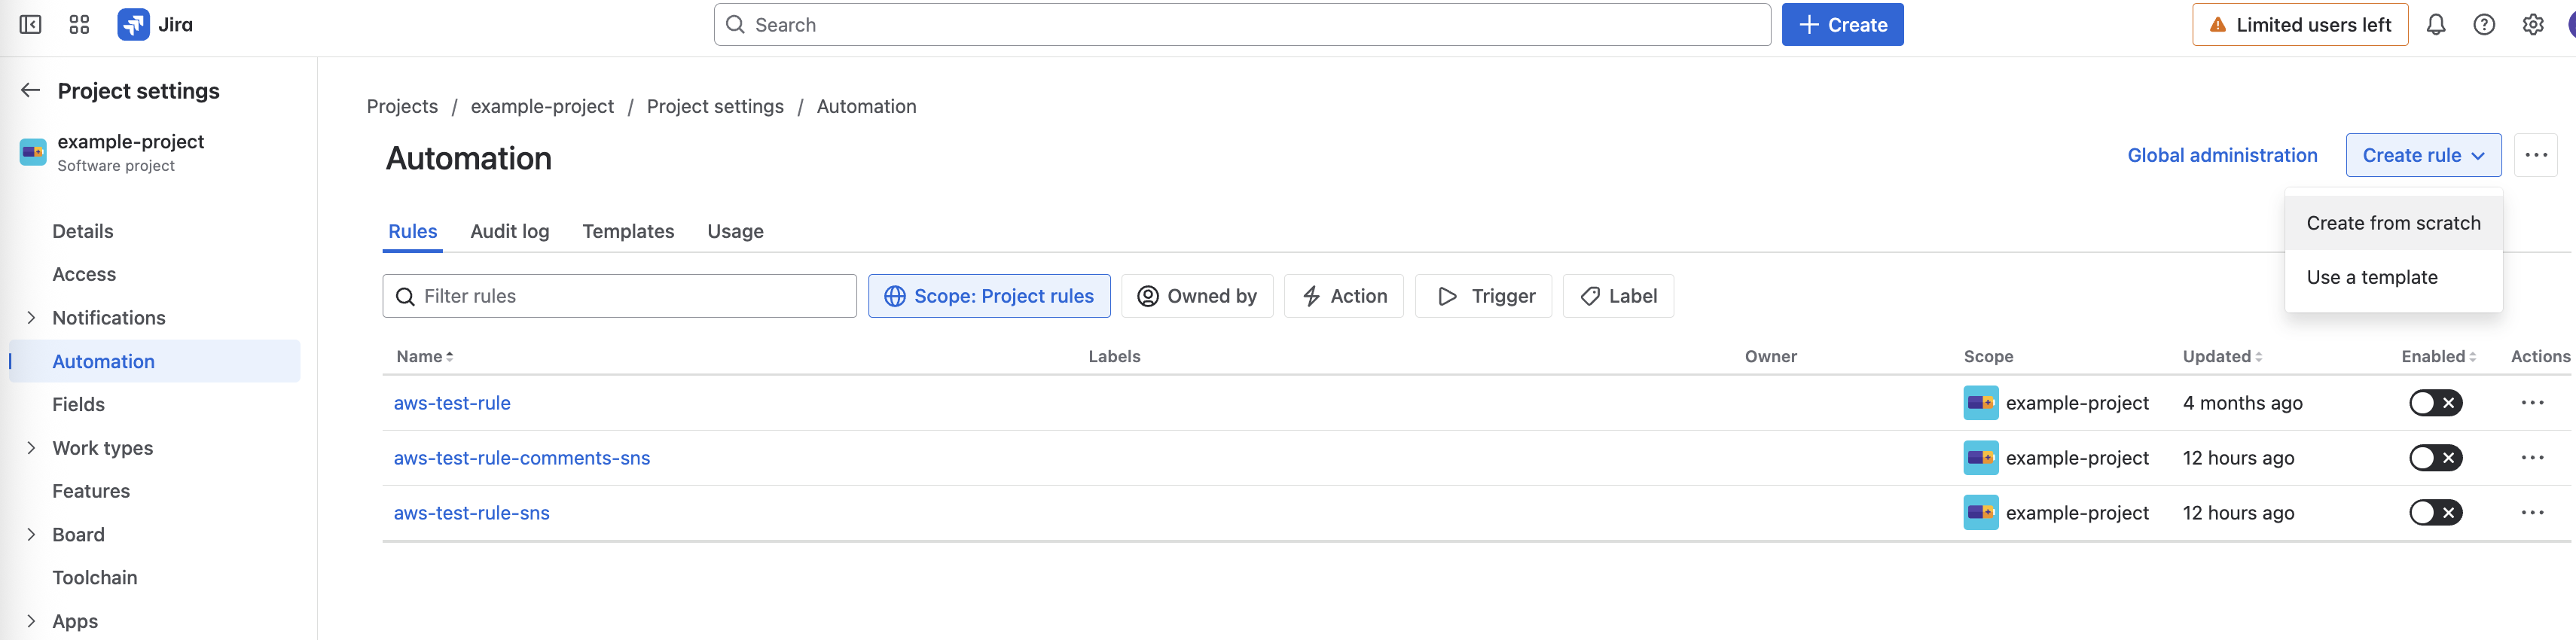 Jira
Search
Create
Limited users left
Project settings
example-project
Software project
Details
Access
Notifications
Automation
Fields
Work types
Features
Board
Toolchain
Apps
Projects / example-project / Project settings / Automation
Automation
Global administration
Create rule
Create from scratch
Use a template
Rules Audit log Templates Usage
Filter rules
Scope: Project rules
Owned by
Action
Trigger
Label
Name Labels Owner Scope Updated Enabled Actions
aws-test-rule example-project 4 months ago
aws-test-rule-comments-sns example-project 12 hours ago
aws-test-rule-sns example-project 12 hours ago